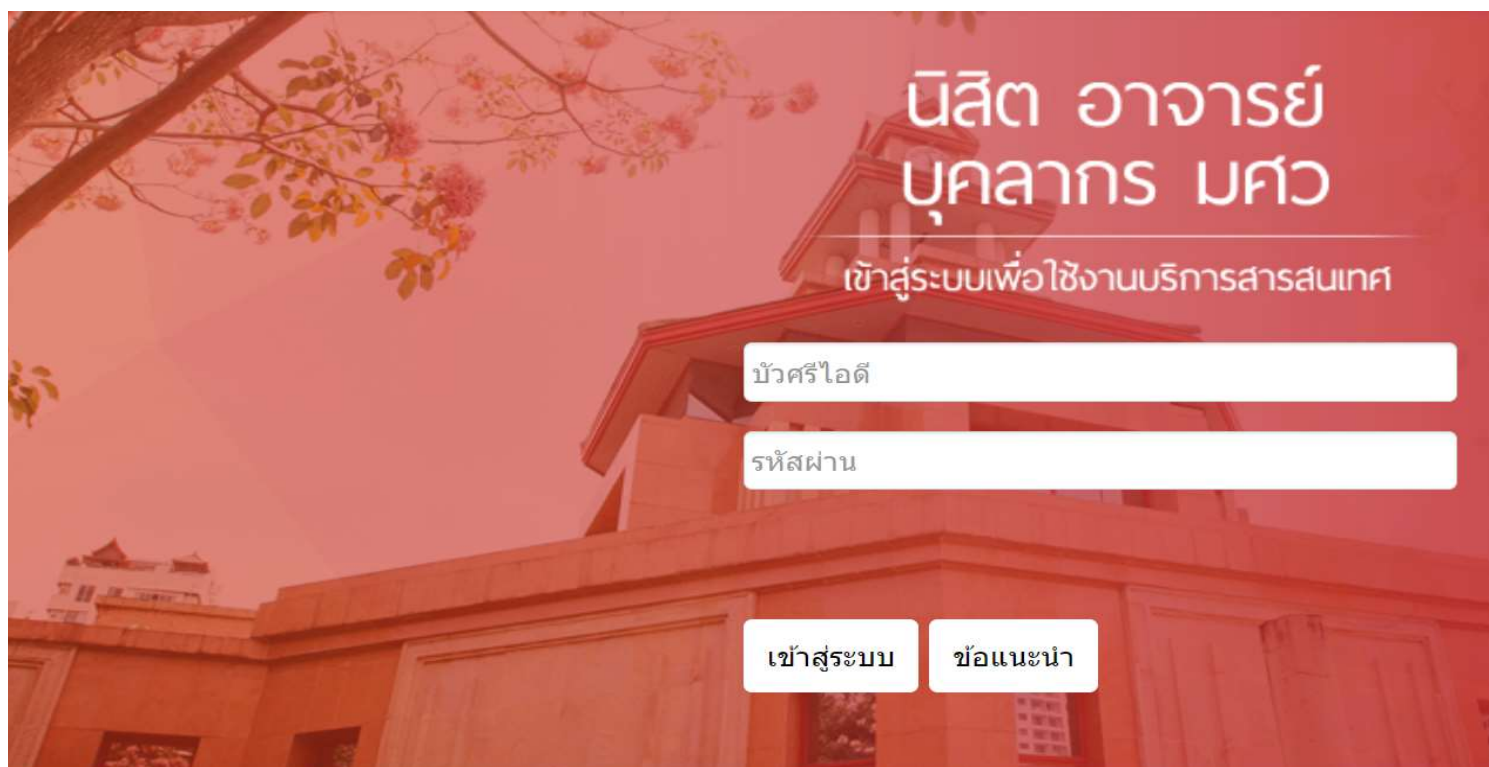 นิสิต อาจารย์
บุคลากร มศว
เข้าสู่ระบบเพื่อใช้งานบริการสารสนเทศ
บัวศรีไอดี
รหัสผ่าน
เข้าสู่ระบบ ข้อแนะนำ